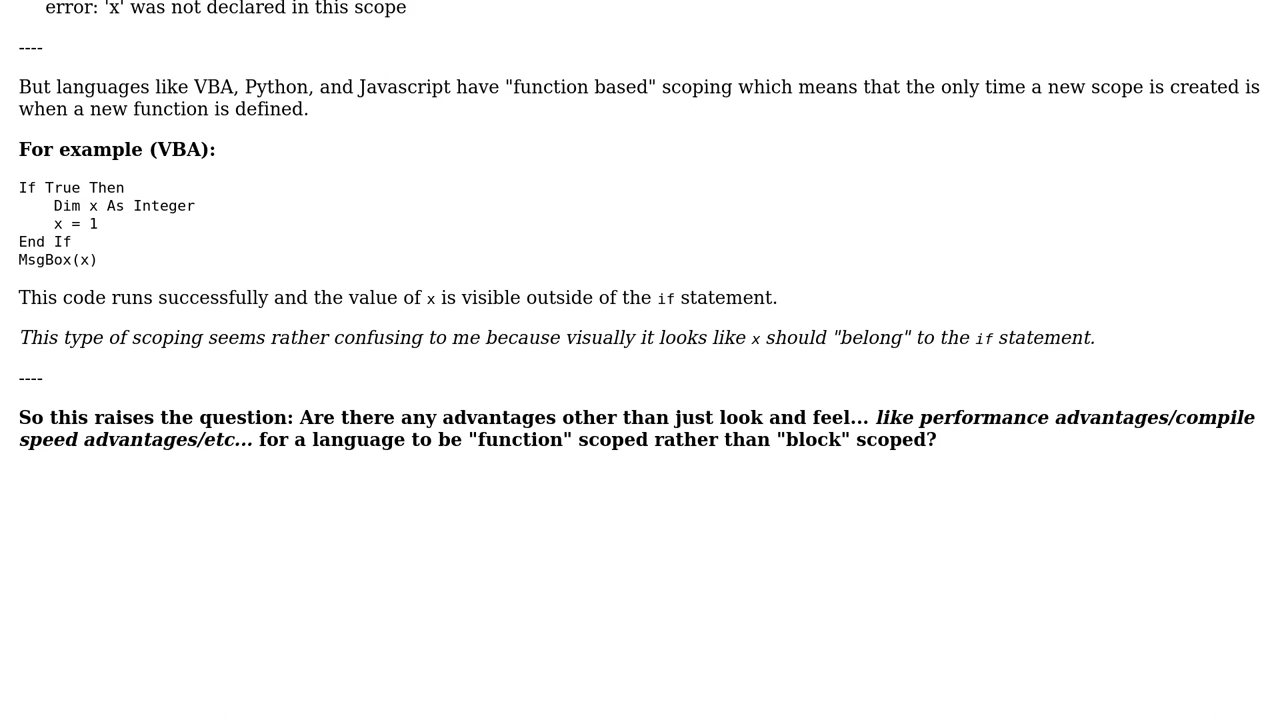 error: 'x' was not declared in this scope
----
But languages like VBA, Python, and Javascript have "function based" scoping which means that the only time a new scope is created is
when a new function is defined.
For example (VBA):
If True Then
    Dim x As Integer
    x = 1
End If
MsgBox(x)
This code runs successfully and the value of x is visible outside of the if statement.
This type of scoping seems rather confusing to me because visually it looks like x should "belong" to the if statement.
----
So this raises the question: Are there any advantages other than just look and feel... like performance advantages/compile
speed advantages/etc... for a language to be "function" scoped rather than "block" scoped?